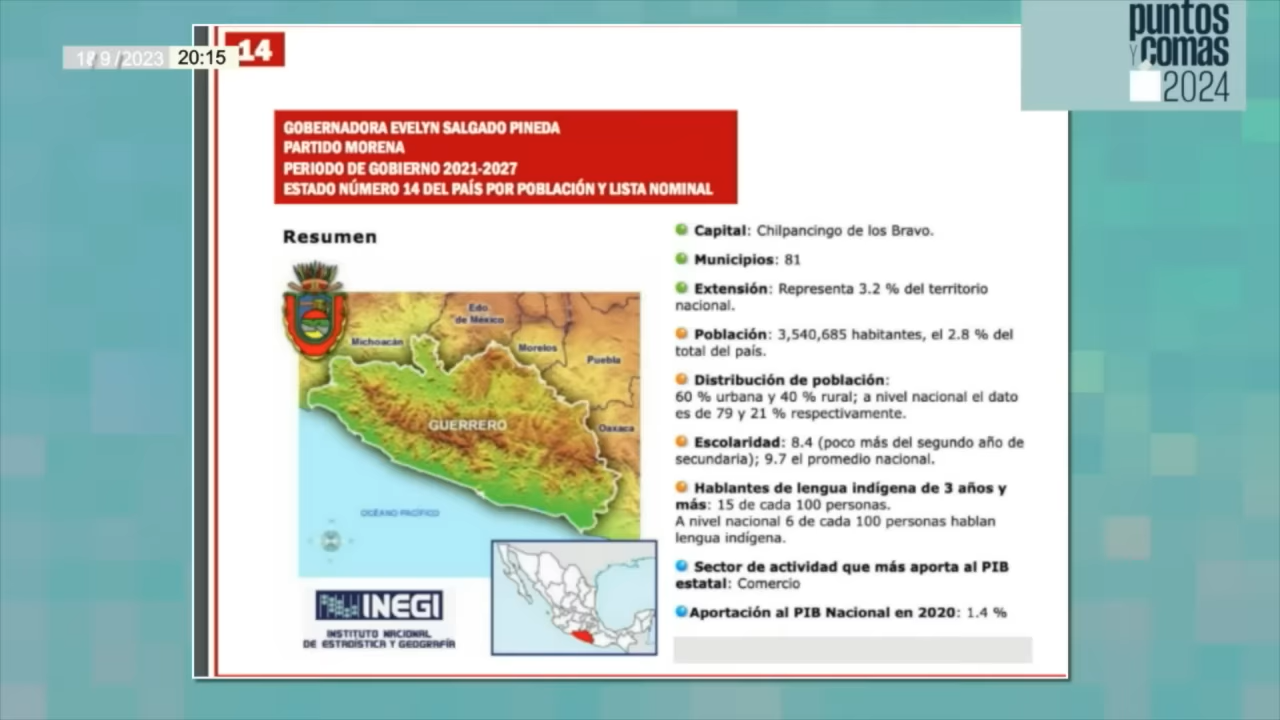 puntos
Y comas
2024
9/2023 20:15
14
GOBERNADORA EVELYN SALGADO PINEDA
PARTIDO MORENA
PERIODO DE GOBIERNO 2021-2027
ESTADO NÚMERO 14 DEL PAÍS POR POBLACIÓN Y LISTA NOMINAL
Resumen
Edo
de México
Michoacán
Morelos
Puebla
GUERRERO
Oaxaca
OCÉANO PACÍFICO
INEGI
INSTITUTO NACIONAL
DE ESTADÍSTICA Y GEOGRAFÍA
Capital: Chilpancingo de los Bravo.
Municipios: 81
Extensión: Representa 3.2 % del territorio
nacional.
Población: 3,540,685 habitantes, el 2.8 % del
total del país.
Distribución de población:
60 % urbana y 40 % rural; a nivel nacional el dato
es de 79 y 21 % respectivamente.
Escolaridad: 8.4 (poco más del segundo año de
secundaria); 9.7 el promedio nacional.
Hablantes de lengua indígena de 3 años y
más: 15 de cada 100 personas.
A nivel nacional 6 de cada 100 personas hablan
lengua indígena.
Sector de actividad que más aporta al PIB
estatal: Comercio
Aportación al PIB Nacional en 2020: 1.4 %